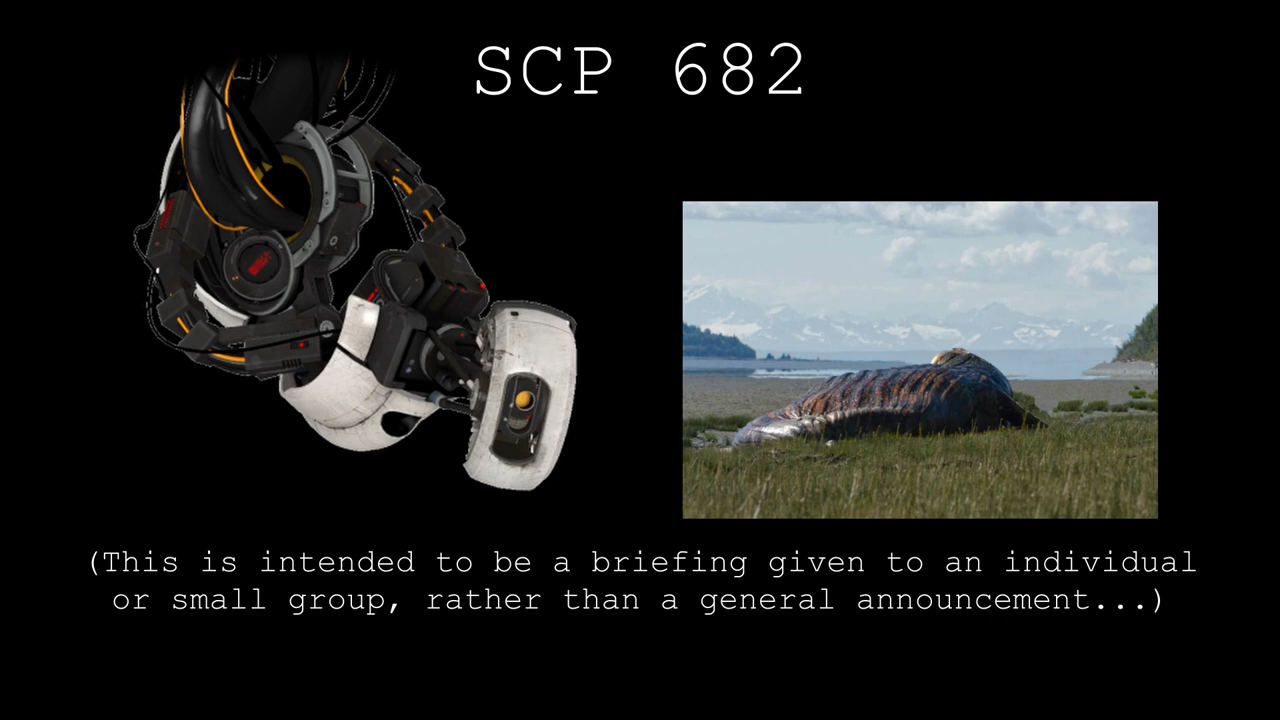 SCP 682
(This is intended to be a briefing given to an individual
or small group, rather than a general announcement...)